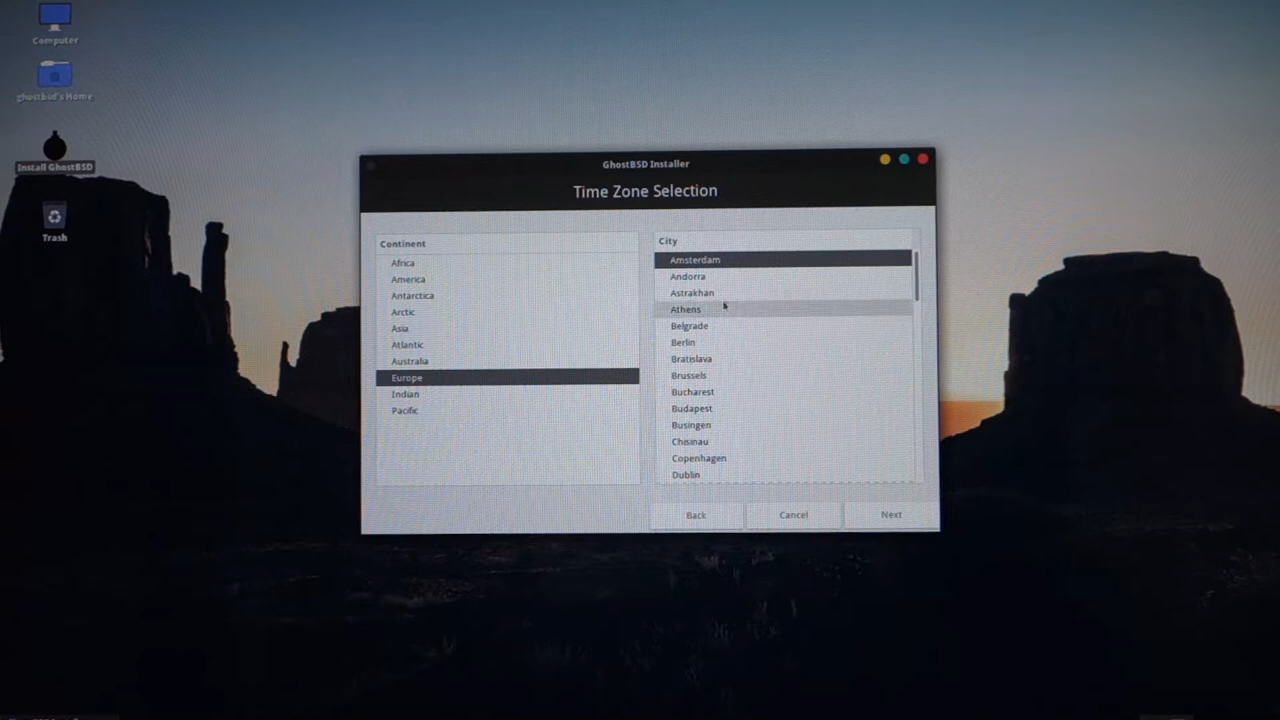 Computer
ghostbsd's Home
Install GhostBSD
Trash
GhostBSD Installer
Time Zone Selection
Continent
Africa
America
Antarctica
Arctic
Asia
Atlantic
Australia
Europe
Indian
Pacific
City
Amsterdam
Andorra
Astrakhan
Athens
Belgrade
Berlin
Bratislava
Brussels
Bucharest
Budapest
Busingen
Chisinau
Copenhagen
Dublin
Back
Cancel
Next